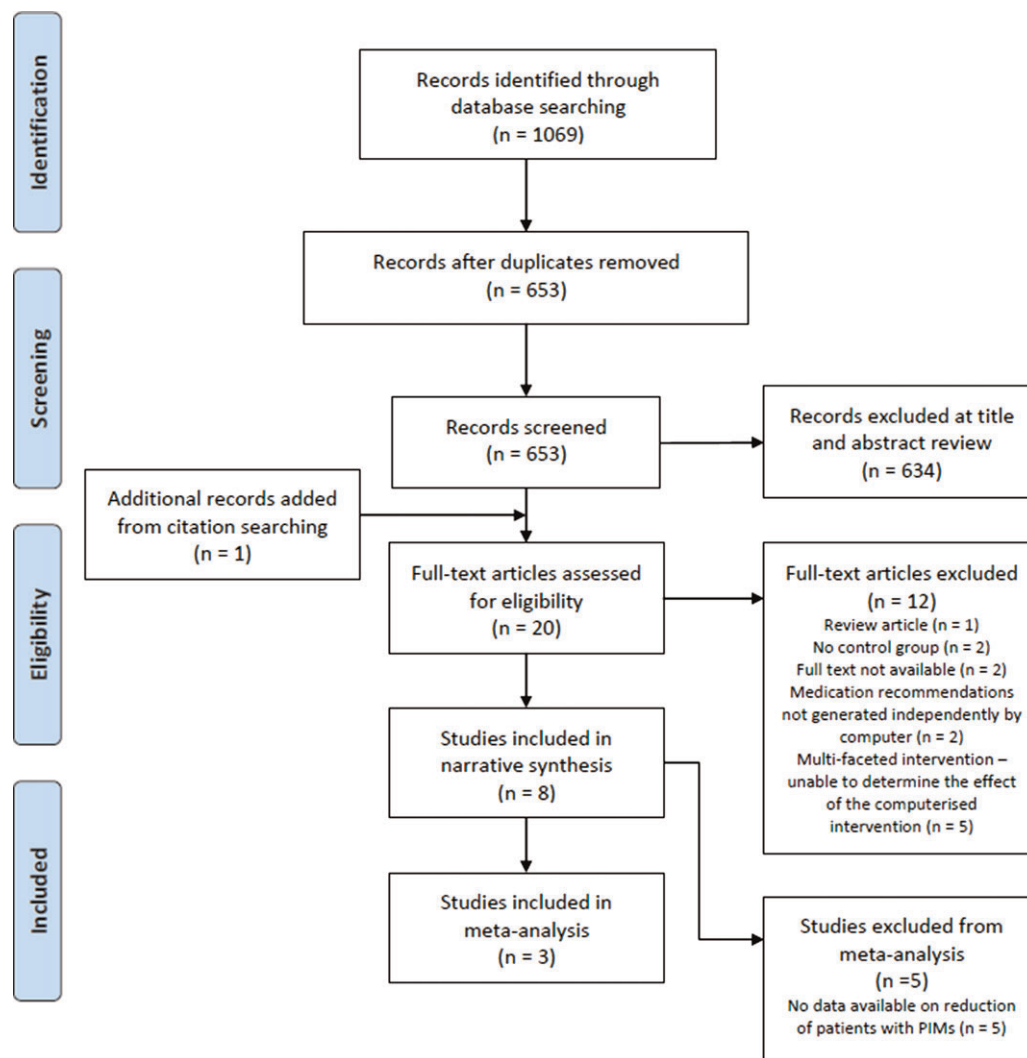 Identification
Records identified through
database searching
(n = 1069)
Records after duplicates removed
(n = 653)
Screening
Records screened
(n = 653)
Records excluded at title
and abstract review
(n = 634)
Additional records added
from citation searching
(n = 1)
Eligibility
Full-text articles assessed
for eligibility
(n = 20)
Full-text articles excluded
(n = 12)
Review article (n = 1)
No control group (n = 2)
Full text not available (n = 2)
Medication recommendations
not generated independently by
computer (n = 2)
Multi-faceted intervention –
unable to determine the effect
of the computerised
intervention (n = 5)
Studies included in
narrative synthesis
(n = 8)
Included
Studies included in
meta-analysis
(n = 3)
Studies excluded from
meta-analysis
(n =5)
No data available on reduction
of patients with PIMs (n = 5)